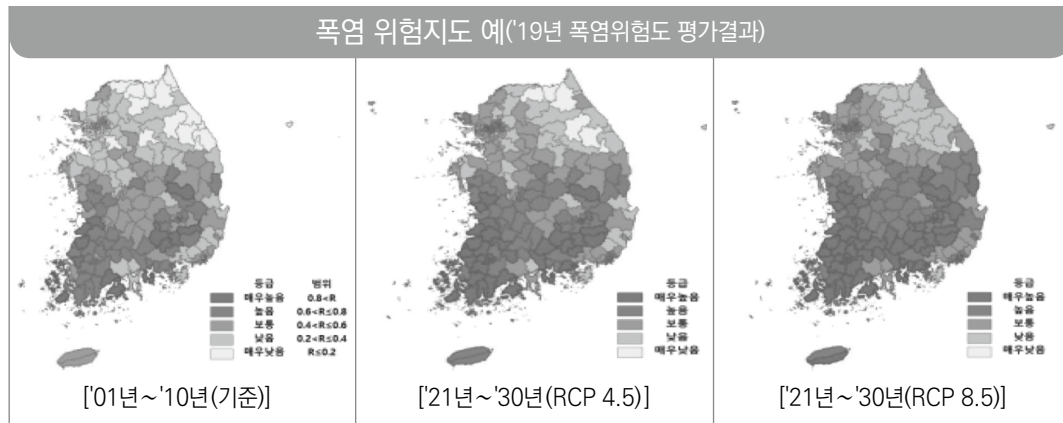 폭염 위험지도 예('19년 폭염위험도 평가결과)
등급 범위
매우높음 0.8<R
높음 0.6<R≤0.8
보통 0.4<R≤0.6
낮음 0.2<R≤0.4
매우낮음 R≤0.2
['01년~'10년(기준)]
등급
매우높음
높음
보통
낮음
매우낮음
['21년~'30년(RCP 4.5)]
등급
매우높음
높음
보통
낮음
매우낮음
['21년~'30년(RCP 8.5)]